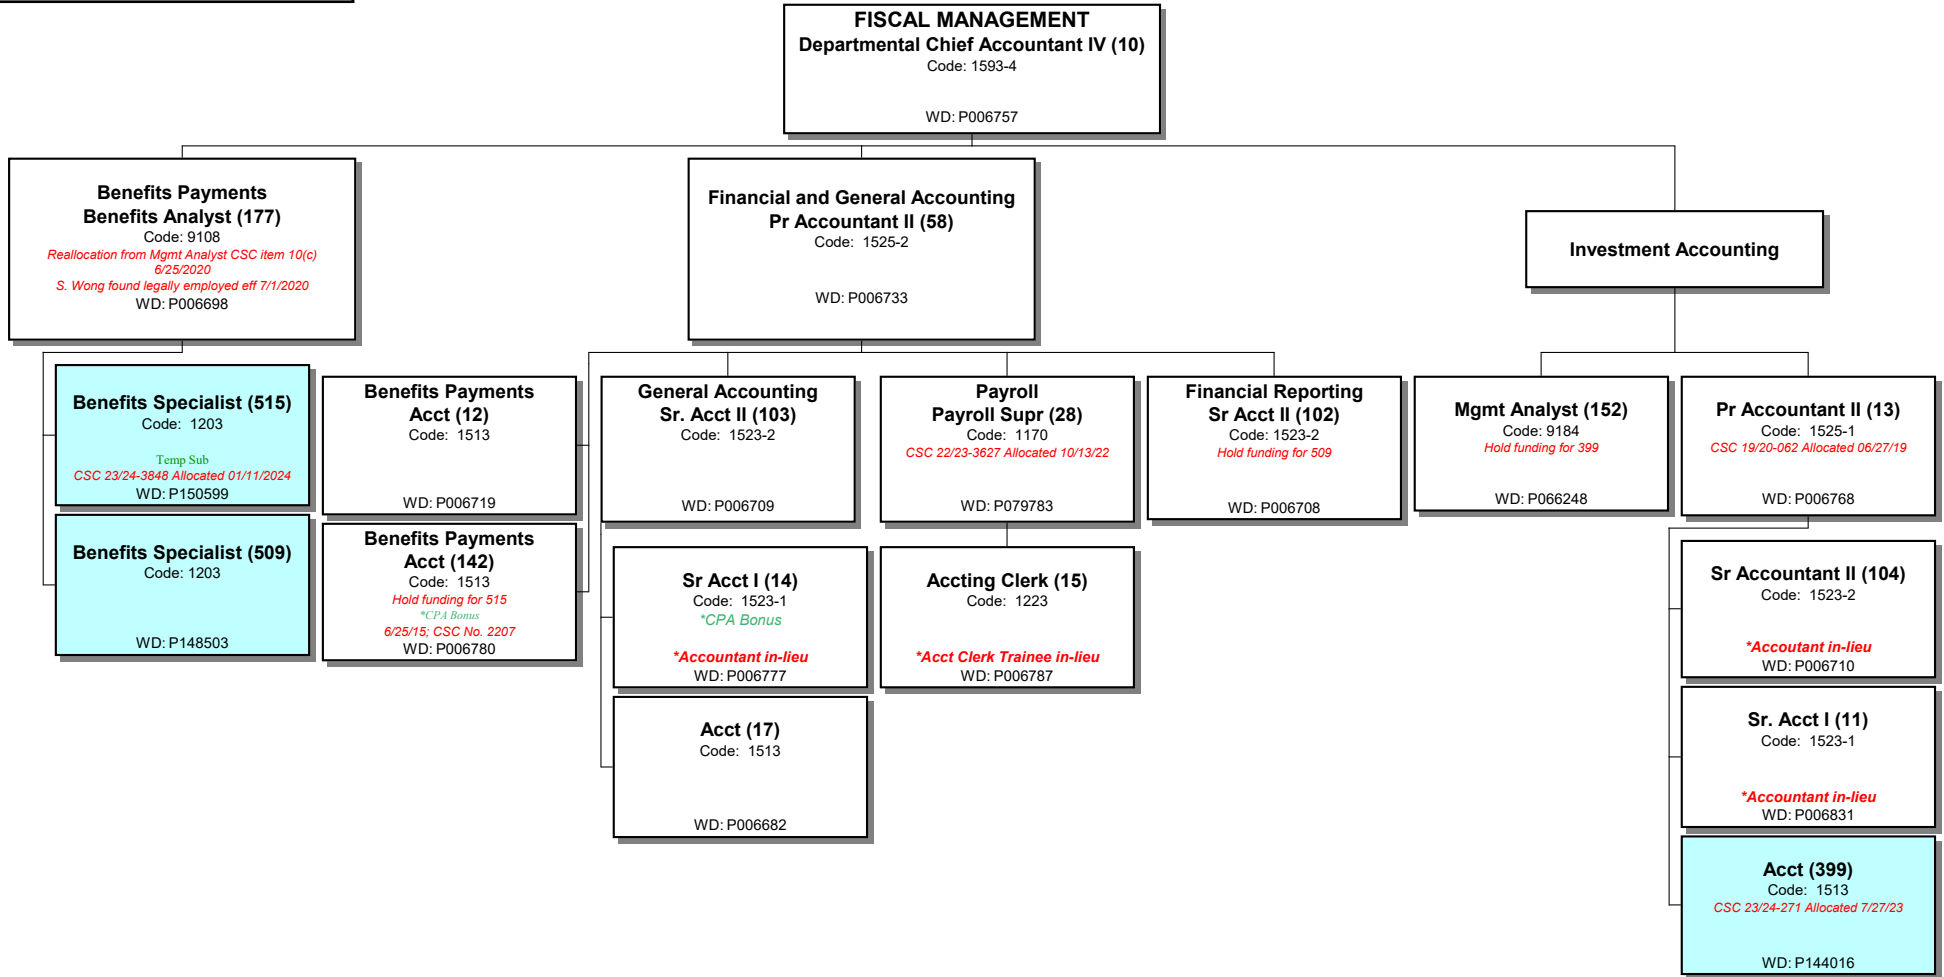 FISCAL MANAGEMENT
Departmental Chief Accountant IV (10)
Code: 1593-4
WD: P006757
Benefits Payments
Benefits Analyst (177)
Code: 9108
Reallocation from Mgmt Analyst CSC item 10(c)
6/25/2020
S. Wong found legally employed eff 7/1/2020
WD: P006698
Financial and General Accounting
Pr Accountant II (58)
Code: 1525-2
WD: P006733
Investment Accounting
Benefits Specialist (515)
Code: 1203
Temp Sub
CSC 23/24-3848 Allocated 01/11/2024
WD: P150599
Benefits Specialist (509)
Code: 1203
WD: P148503
Benefits Payments
Acct (12)
Code: 1513
WD: P006719
Benefits Payments
Acct (142)
Code: 1513
Hold funding for 515
*CPA Bonus
6/25/15; CSC No. 2207
WD: P006780
General Accounting
Sr. Acct II (103)
Code: 1523-2
WD: P006709
Sr Acct I (14)
Code: 1523-1
*CPA Bonus
*Accountant in-lieu
WD: P006777
Acct (17)
Code: 1513
WD: P006682
Payroll
Payroll Supr (28)
Code: 1170
CSC 22/23-3627 Allocated 10/13/22
WD: P079783
Accting Clerk (15)
Code: 1223
*Acct Clerk Trainee in-lieu
WD: P006787
Financial Reporting
Sr Acct II (102)
Code: 1523-2
Hold funding for 509
WD: P006708
Mgmt Analyst (152)
Code: 9184
Hold funding for 399
WD: P066248
Pr Accountant II (13)
Code: 1525-1
CSC 19/20-062 Allocated 06/27/19
WD: P006768
Sr Accountant II (104)
Code: 1523-2
*Accoutant in-lieu
WD: P006710
Sr. Acct I (11)
Code: 1523-1
*Accountant in-lieu
WD: P006831
Acct (399)
Code: 1513
CSC 23/24-271 Allocated 7/27/23
WD: P144016